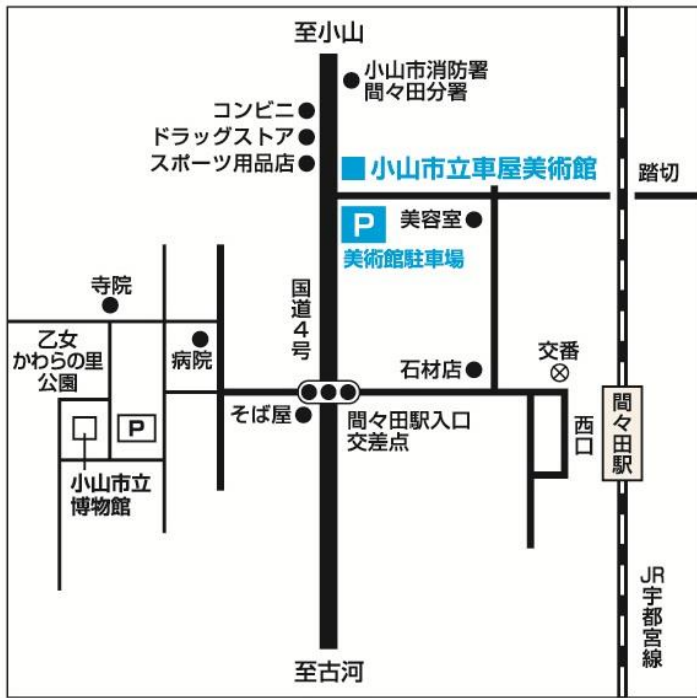 至小山
小山市消防署
間々田分署
コンビニ
ドラッグストア
スポーツ用品店
小山市立車屋美術館
踏切
P
美術館駐車場
美容室
寺院
国道4号
乙女
かわらの里
公園
病院
石材店
交番
そば屋
間々田駅入口
交差点
西口
間々田駅
P
小山市立
博物館
JR宇都宮線
至古河